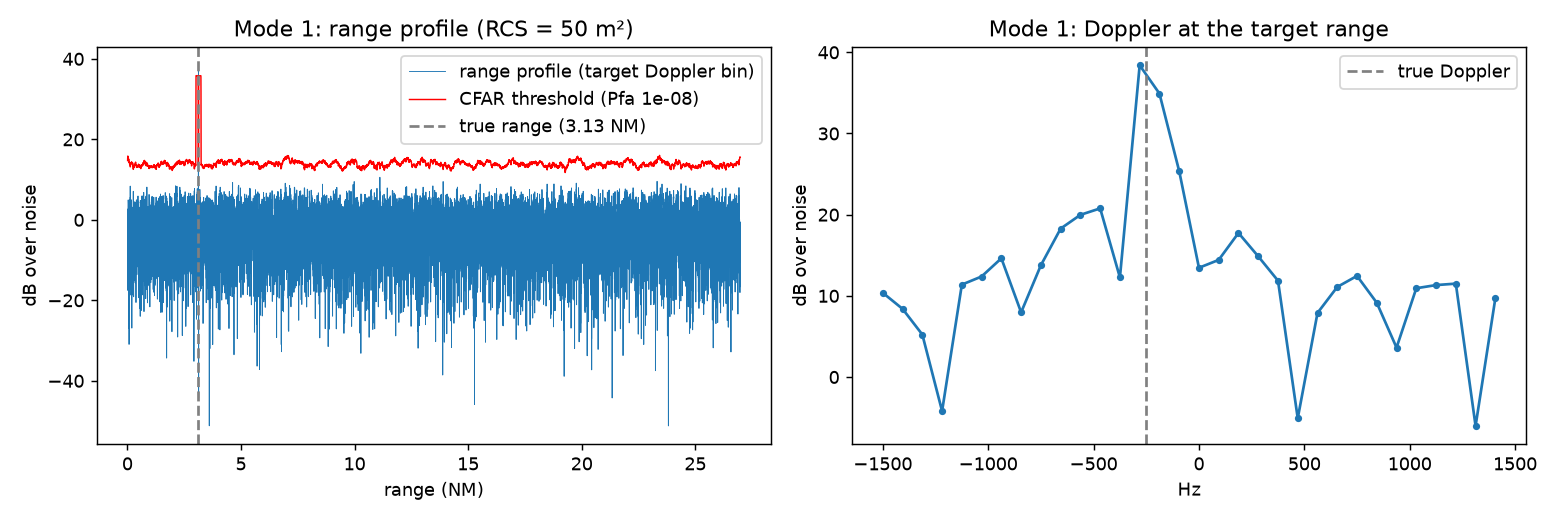 Mode 1: range profile (RCS = 50 m²)
dB over noise
40
20
0
−20
−40
range profile (target Doppler bin)
CFAR threshold (Pfa 1e-08)
true range (3.13 NM)
0 5 10 15 20 25
range (NM)
Mode 1: Doppler at the target range
dB over noise
40
30
20
10
0
true Doppler
−1500 −1000 −500 0 500 1000 1500
Hz